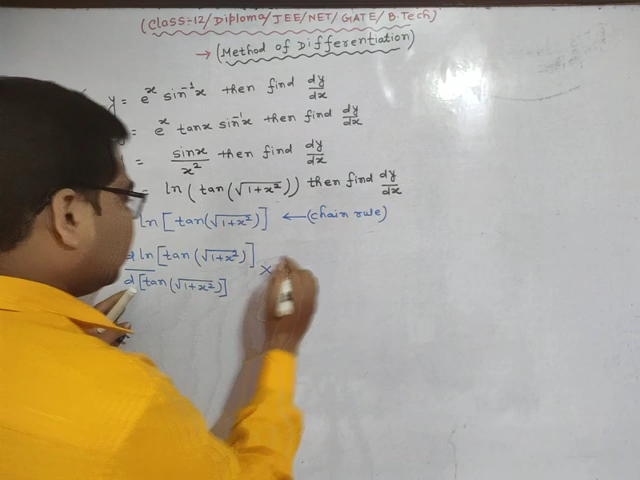 (Class-12/Diploma/JEE/NET/GATE/B.Tech)
→ (Method of Differentiation)
y = e^x sin⁻¹x then find dy/dx
= e^x tanx sin⁻¹x then find dy/dx
= sinx/x² then find dy/dx
= ln(tan(√1+x²)) then find dy/dx
ln[tan(√1+x²)] ← (chain rule)
d ln[tan(√1+x²)]
d[tan(√1+x²)] ×